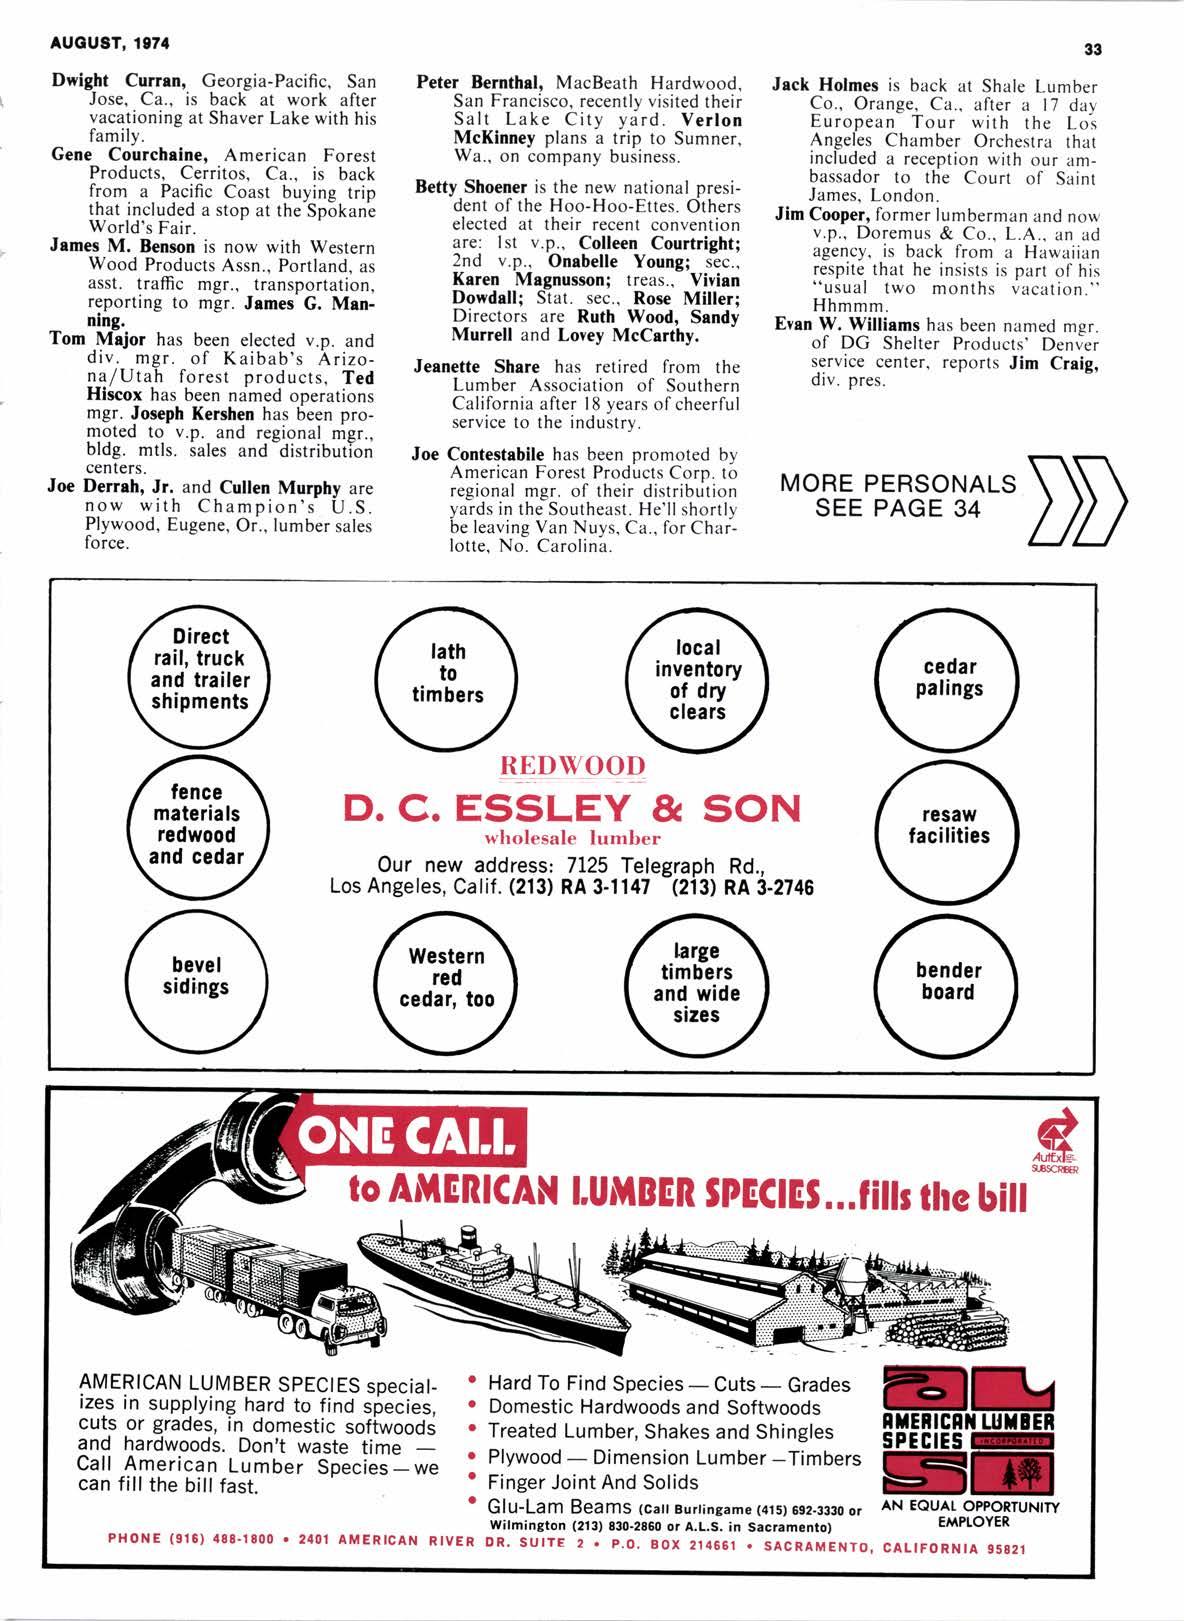 AUGUST, 1974
33
Dwight Curran, Georgia-Pacific, San
Jose, Ca., is back at work after
vacationing at Shaver Lake with his
family.
Gene Courchaine, American Forest
Products, Cerritos, Ca., is back
from a Pacific Coast buying trip
that included a stop at the Spokane
World's Fair.
James M. Benson is now with Western
Wood Products Assn., Portland, as
asst. traffic mgr., transportation,
reporting to mgr. James G. Man-
ning.
Tom Major has been elected v.p. and
div. mgr. of Kaibab's Arizo-
na/Utah forest products, Ted
Hiscox has been named operations
mgr. Joseph Kershen has been pro-
moted to v.p. and regional mgr.,
bldg. mtls. sales and distribution
centers.
Joe Derrah, Jr. and Cullen Murphy are
now with Champion's U.S.
Plywood, Eugene, Or., lumber sales
force.
Peter Bernthal, MacBeath Hardwood,
San Francisco, recently visited their
Salt Lake City yard. Verlon
McKinney plans a trip to Sumner,
Wa., on company business.
Betty Shoener is the new national presi-
dent of the Hoo-Hoo-Ettes. Others
elected at their recent convention
are: 1st v.p., Colleen Courtright;
2nd v.p., Onabelle Young; sec.,
Karen Magnusson; treas., Vivian
Dowdall; Stat. sec., Rose Miller;
Directors are Ruth Wood, Sandy
Murrell and Lovey McCarthy.
Jeanette Share has retired from the
Lumber Association of Southern
California after 18 years of cheerful
service to the industry.
Joe Contestabile has been promoted by
American Forest Products Corp. to
regional mgr. of their distribution
yards in the Southeast. He'll shortly
be leaving Van Nuys, Ca., for Char-
lotte, No. Carolina.
Jack Holmes is back at Shale Lumber
Co., Orange, Ca., after a 17 day
European Tour with the Los
Angeles Chamber Orchestra that
included a reception with our am-
bassador to the Court of Saint
James, London.
Jim Cooper, former lumberman and now
v.p., Doremus & Co., L.A., an ad
agency, is back from a Hawaiian
respite that he insists is part of his
"usual two months vacation."
Hhmmm.
Evan W. Williams has been named mgr.
of DG Shelter Products' Denver
service center, reports Jim Craig,
div. pres.
MORE PERSONALS
SEE PAGE 34
Direct
rail, truck
and trailer
shipments
lath
to
timbers
local
inventory
of dry
clears
cedar
palings
fence
materials
redwood
and cedar
REDWOOD
D. C. ESSLEY & SON
wholesale lumber
Our new address: 7125 Telegraph Rd.,
Los Angeles, Calif. (213) RA 3-1147 (213) RA 3-2746
resaw
facilities
bevel
sidings
Western
red
cedar, too
large
timbers
and wide
sizes
bender
board
ONE CALL
to AMERICAN LUMBER SPECIES...fills the bill
SUBSCRIBER
AMERICAN LUMBER SPECIES special-
izes in supplying hard to find species,
cuts or grades, in domestic softwoods
and hardwoods. Don't waste time —
Call American Lumber Species — we
can fill the bill fast.
• Hard To Find Species — Cuts — Grades
• Domestic Hardwoods and Softwoods
• Treated Lumber, Shakes and Shingles
• Plywood — Dimension Lumber — Timbers
• Finger Joint And Solids
• Glu-Lam Beams (Call Burlingame (415) 692-3330 or
Wilmington (213) 830-2860 or A.L.S. in Sacramento)
aL
AMERICAN LUMBER
SPECIES INCORPORATED
S
AN EQUAL OPPORTUNITY
EMPLOYER
PHONE (916) 488-1800 • 2401 AMERICAN RIVER DR. SUITE 2 • P.O. BOX 214661 • SACRAMENTO, CALIFORNIA 95821